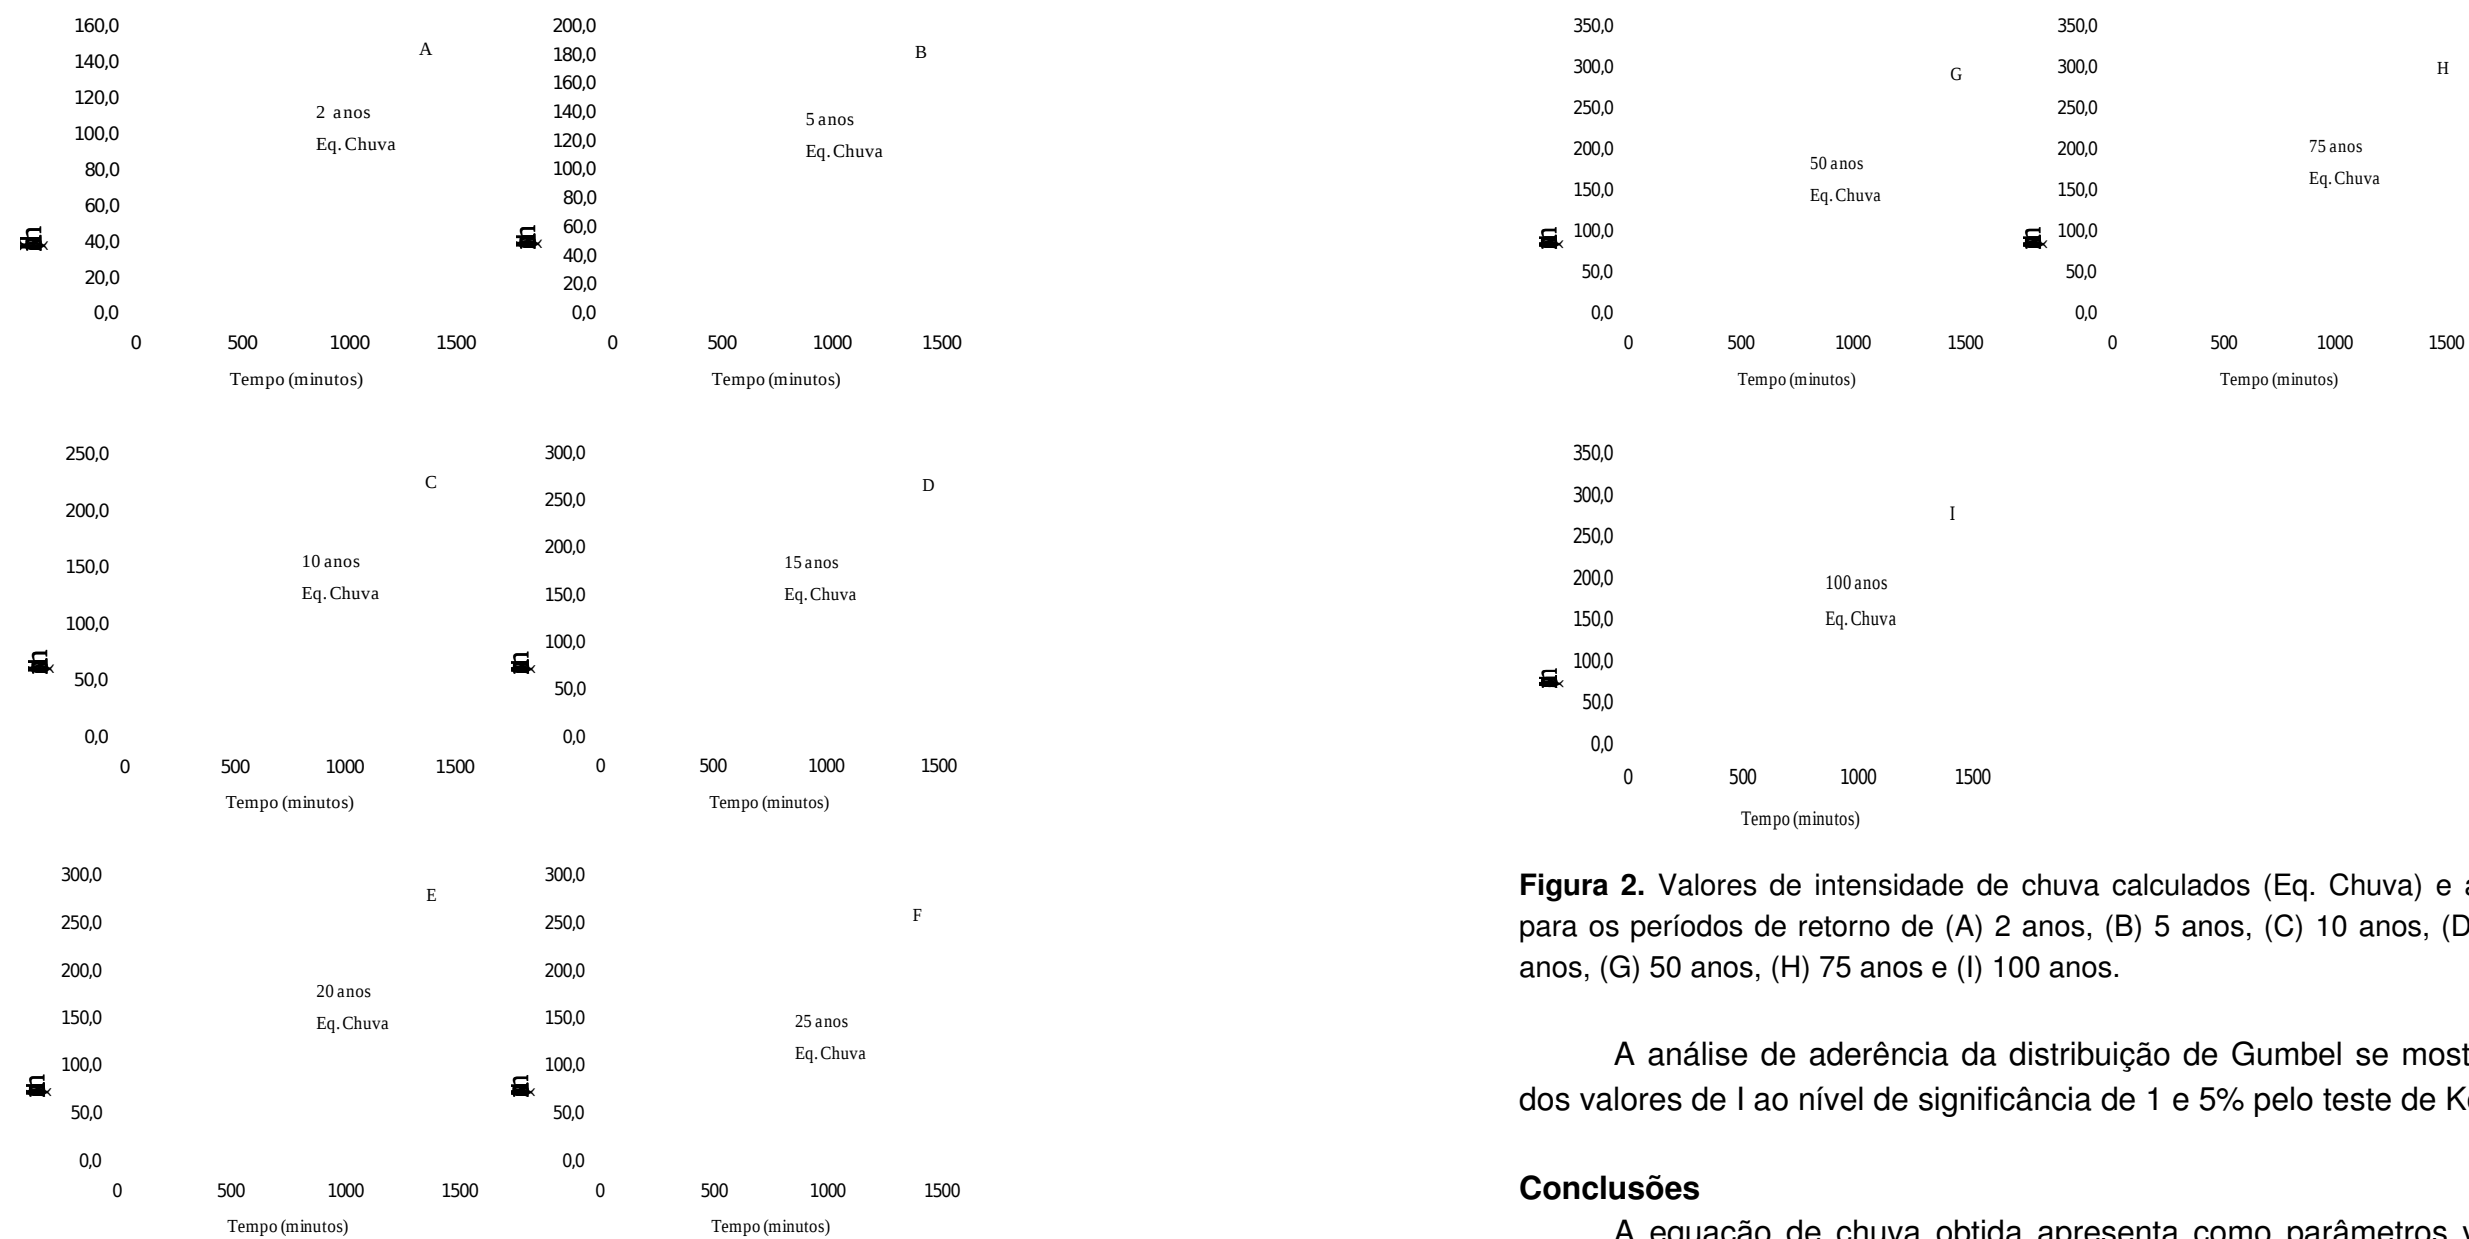 160,0
140,0
120,0
100,0
80,0
60,0
40,0
20,0
0,0
A
2 anos
Eq. Chuva
0 500 1000 1500
Tempo (minutos)
200,0
180,0
160,0
140,0
120,0
100,0
80,0
60,0
40,0
20,0
0,0
B
5 anos
Eq. Chuva
0 500 1000 1500
Tempo (minutos)
250,0
200,0
150,0
100,0
50,0
0,0
C
10 anos
Eq. Chuva
0 500 1000 1500
Tempo (minutos)
300,0
250,0
200,0
150,0
100,0
50,0
0,0
D
15 anos
Eq. Chuva
0 500 1000 1500
Tempo (minutos)
300,0
250,0
200,0
150,0
100,0
50,0
0,0
E
20 anos
Eq. Chuva
0 500 1000 1500
Tempo (minutos)
300,0
250,0
200,0
150,0
100,0
50,0
0,0
F
25 anos
Eq. Chuva
0 500 1000 1500
Tempo (minutos)
350,0
300,0
250,0
200,0
150,0
100,0
50,0
0,0
G
50 anos
Eq. Chuva
0 500 1000 1500
Tempo (minutos)
350,0
300,0
250,0
200,0
150,0
100,0
50,0
0,0
H
75 anos
Eq. Chuva
0 500 1000 1500
Tempo (minutos)
350,0
300,0
250,0
200,0
150,0
100,0
50,0
0,0
I
100 anos
Eq. Chuva
0 500 1000 1500
Tempo (minutos)
Figura 2. Valores de intensidade de chuva calculados (Eq. Chuva) e
para os períodos de retorno de (A) 2 anos, (B) 5 anos, (C) 10 anos, (D
anos, (G) 50 anos, (H) 75 anos e (I) 100 anos.
A análise de aderência da distribuição de Gumbel se most
dos valores de I ao nível de significância de 1 e 5% pelo teste de
Conclusões
A equação de chuva obtida apresenta como parâmetros